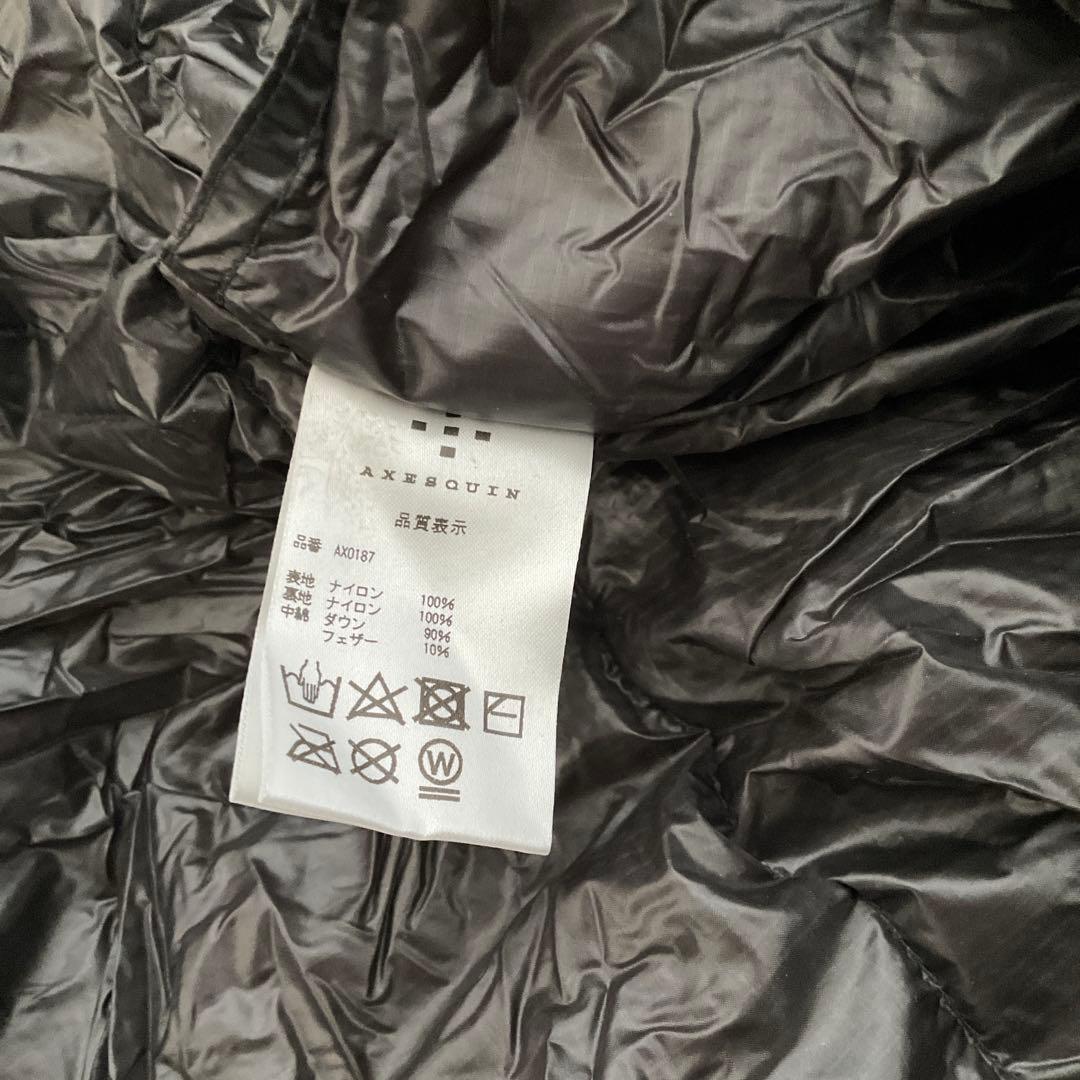 AXESQUIN
品質表示
品番 AX0187
表地 ナイロン 100%
裏地 ナイロン 100%
中綿 ダウン 90%
フェザー 10%
W